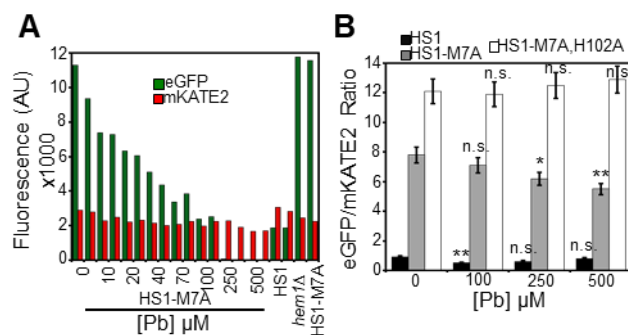 A
Fluorescence (AU)
x1000
12
10
8
6
4
2
0
eGFP
mKATE2
0
10
20
40
70
100
250
500
HS1
hem1Δ
HS1-M7A
HS1-M7A
[Pb] µM
B
HS1
HS1-M7A
HS1-M7A,H102A
eGFP/mKATE2 Ratio
14
12
10
8
6
4
2
0
n.s.
n.s.
n.s.
n.s.
*
**
**
n.s.
n.s.
0
100
250
500
[Pb] µM